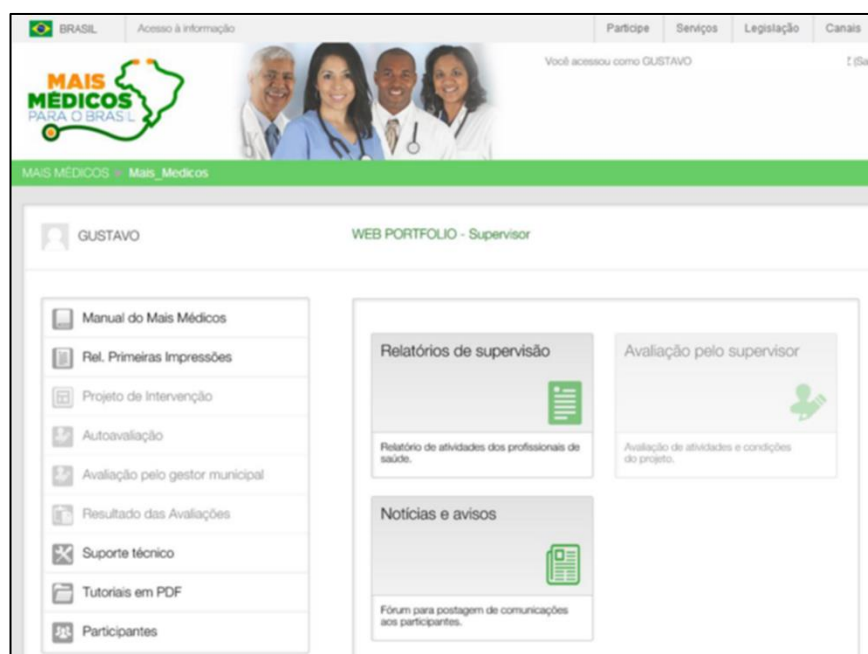 BRASIL Acesso à informação Participe Serviços Legislação Canais
MAIS
MÉDICOS
PARA O BRASIL
Você acessou como GUSTAVO
MAIS MÉDICOS Mais_Medicos
GUSTAVO
WEB PORTFOLIO - Supervisor
Manual do Mais Médicos
Rel. Primeiras Impressões
Projeto de Intervenção
Autoavaliação
Avaliação pelo gestor municipal
Resultado das Avaliações
Suporte técnico
Tutoriais em PDF
Participantes
Relatórios de supervisão
Relatório de atividades dos profissionais de
saúde.
Avaliação pelo supervisor
Avaliação de atividades e condições
do projeto.
Notícias e avisos
Fórum para postagem de comunicações
aos participantes.